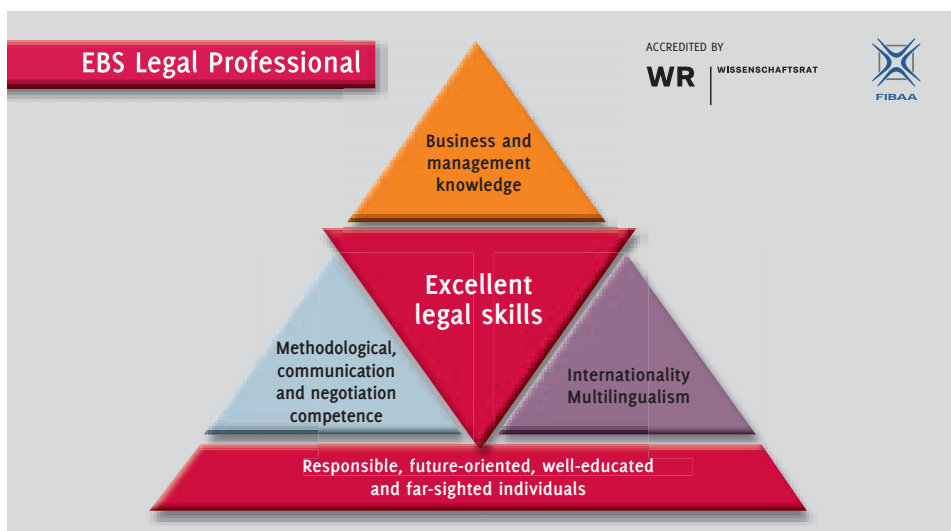 EBS Legal Professional
ACCREDITED BY
WR
WISSENSCHAFTSRAT
FIBAA
Business and
management
knowledge
Excellent
legal skills
Methodological,
communication
and negotiation
competence
Internationality
Multilingualism
Responsible, future-oriented, well-educated
and far-sighted individuals